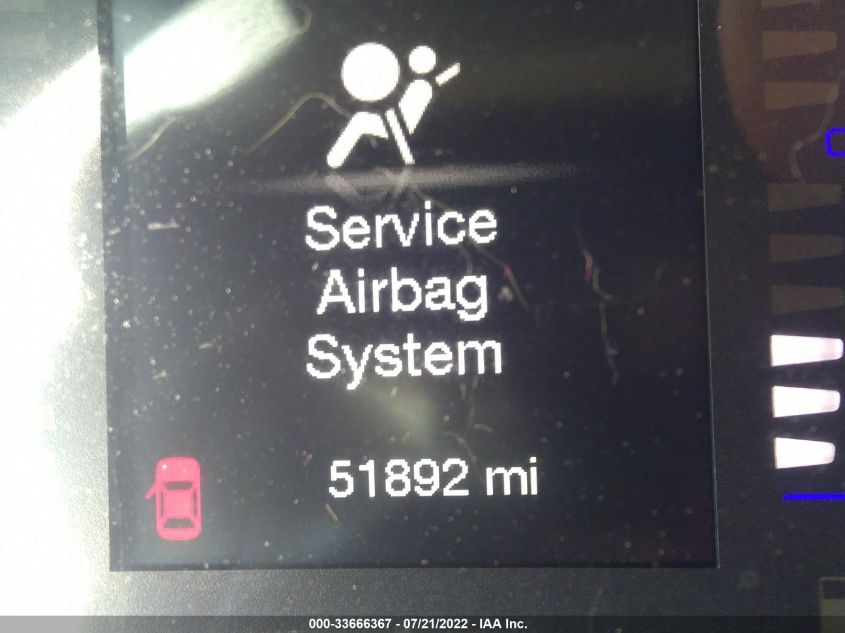 Service
Airbag
System
51892 mi
000-33666367 - 07/21/2022 - IAA Inc.